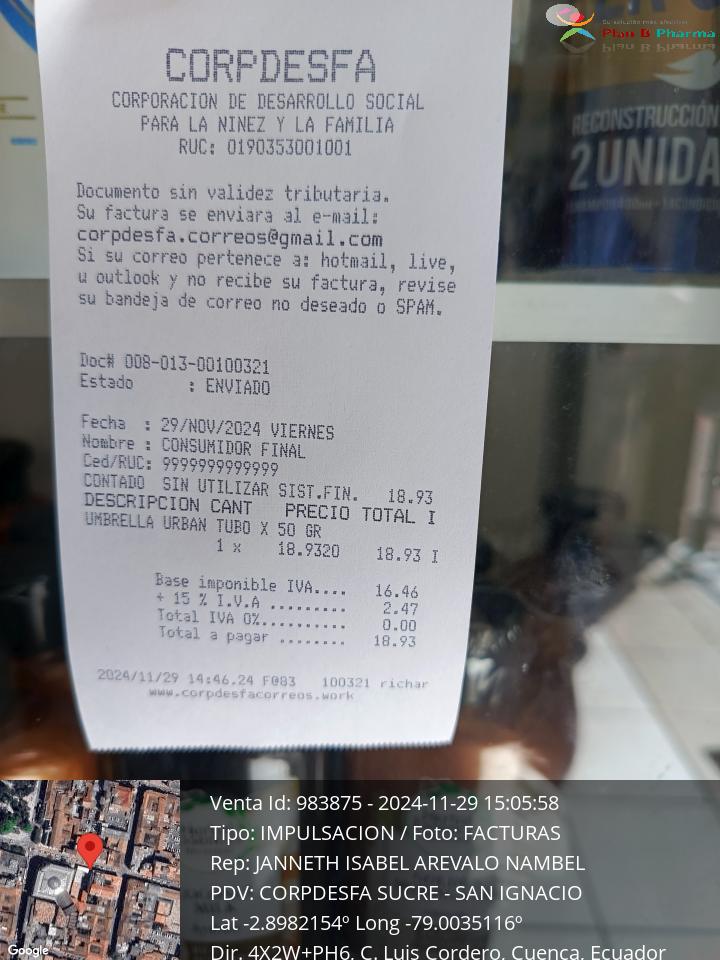 Su solución más efectiva
Plan B Pharma
RECONSTRUCCIÓN
2 UNIDA
CORPDESFA
CORPORACION DE DESARROLLO SOCIAL
PARA LA NINEZ Y LA FAMILIA
RUC: 0190353001001
Documento sin validez tributaria.
Su factura se enviara al e-mail:
corpdesfa.correos@gmail.com
Si su correo pertenece a: hotmail, live,
u outlook y no recibe su factura, revise
su bandeja de correo no deseado o SPAM.
Doc# 008-013-00100321
Estado : ENVIADO
Fecha : 29/NOV/2024 VIERNES
Nombre : CONSUMIDOR FINAL
Ced/RUC: 9999999999999
CONTADO SIN UTILIZAR SIST.FIN. 18.93
DESCRIPCION CANT PRECIO TOTAL I
UMBRELLA URBAN TUBO X 50 GR
1 x 18.9320 18.93 I
Base imponible IVA.... 16.46
+ 15 % I.V.A ......... 2.47
Total IVA 0%.......... 0.00
Total a pagar ........ 18.93
2024/11/29 14:46.24 F083 100321 richar
www.corpdesfacorreos.work
Venta Id: 983875 - 2024-11-29 15:05:58
Tipo: IMPULSACION / Foto: FACTURAS
Rep: JANNETH ISABEL AREVALO NAMBEL
PDV: CORPDESFA SUCRE - SAN IGNACIO
Lat -2.8982154º Long -79.0035116º
Dir. 4X2W+PH6, C. Luis Cordero, Cuenca, Ecuador
Google